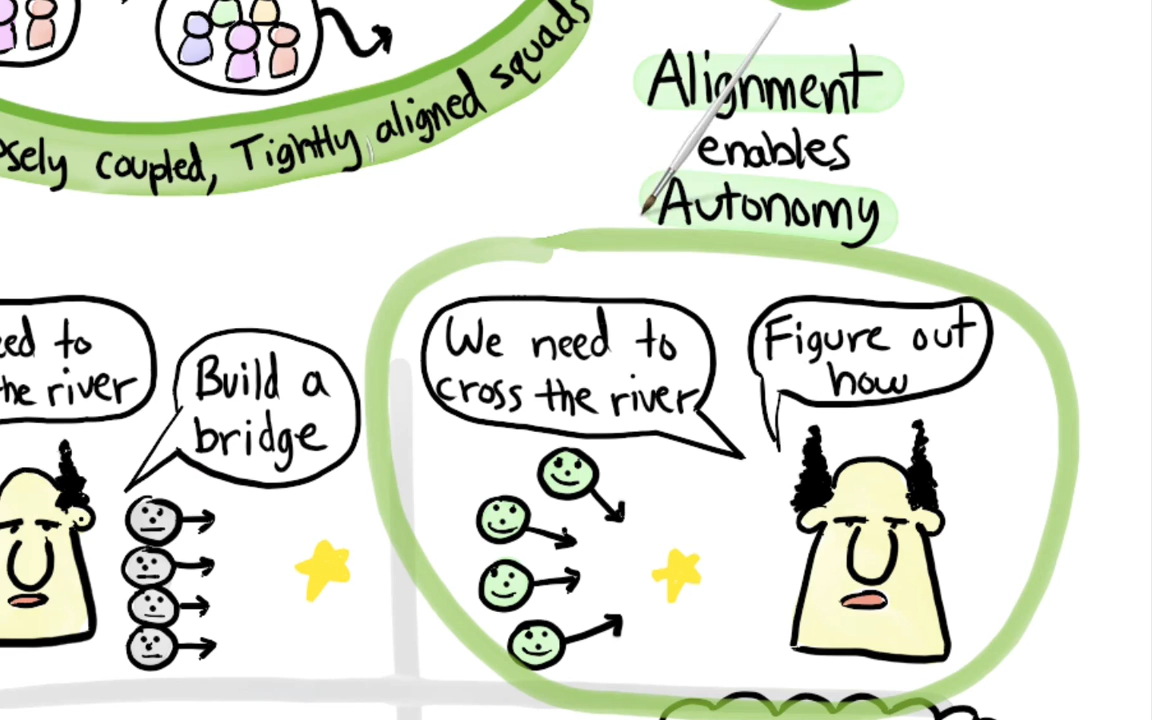 coupled, Tightly aligned squads
Alignment
enables
Autonomy
to
the river
Build a
bridge
We need to
cross the river
Figure out
how